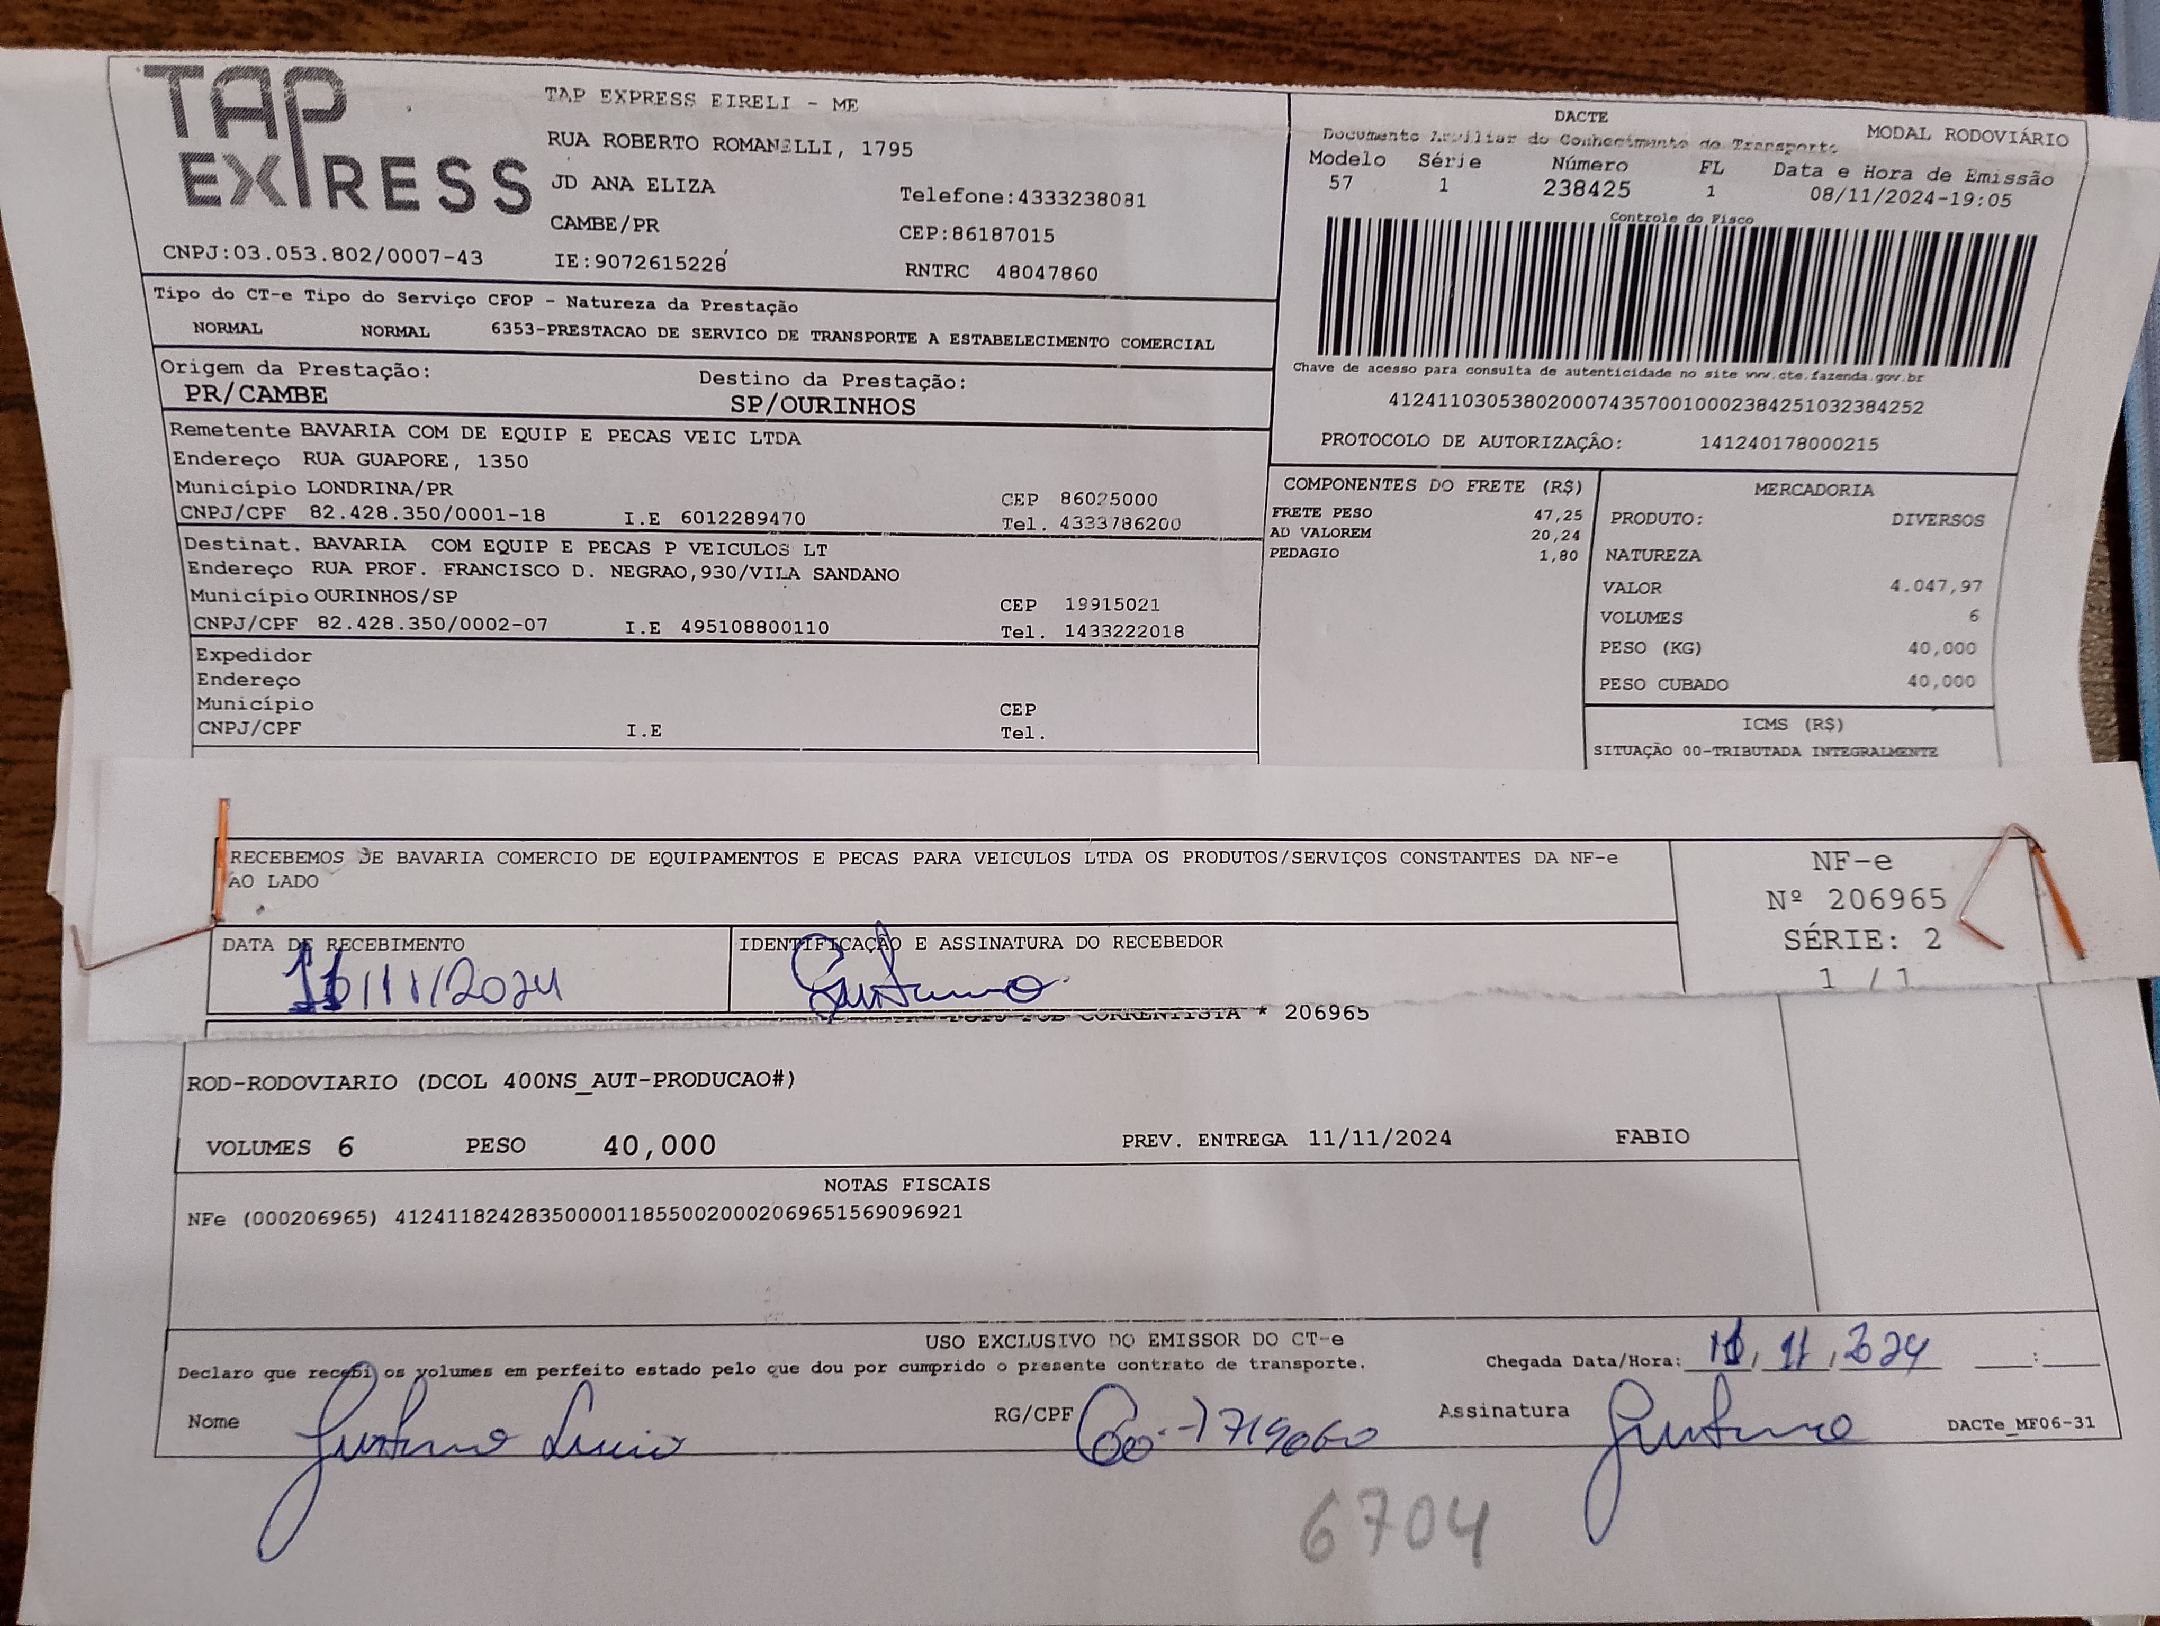 TAP
EXPRESS
TAP EXPRESS EIRELI - ME
RUA ROBERTO ROMANELLI, 1795
JD ANA ELIZA
Telefone:4333238081
CAMBE/PR
CEP:86187015
CNPJ:03.053.802/0007-43
IE:9072615228
RNTRC 48047860
DACTE
Documento Auxiliar do Conhecimento de Transporte
MODAL RODOVIÁRIO
Modelo Série Número FL Data e Hora de Emissão
57 1 238425 1 08/11/2024-19:05
Controle do Fisco
Chave de acesso para consulta de autenticidade no site www.cte.fazenda.gov.br
41241103053802000743570010002384251032384252
PROTOCOLO DE AUTORIZAÇÃO: 141240178000215
Tipo do CT-e Tipo do Serviço CFOP - Natureza da Prestação
NORMAL NORMAL 6353-PRESTACAO DE SERVICO DE TRANSPORTE A ESTABELECIMENTO COMERCIAL
Origem da Prestação: Destino da Prestação:
PR/CAMBE SP/OURINHOS
Remetente BAVARIA COM DE EQUIP E PECAS VEIC LTDA
Endereço RUA GUAPORE, 1350
Município LONDRINA/PR CEP 86025000
CNPJ/CPF 82.428.350/0001-18 I.E 6012289470 Tel. 4333786200
Destinat. BAVARIA COM EQUIP E PECAS P VEICULOS LT
Endereço RUA PROF. FRANCISCO D. NEGRAO,930/VILA SANDANO
Município OURINHOS/SP CEP 19915021
CNPJ/CPF 82.428.350/0002-07 I.E 495108800110 Tel. 1433222018
Expedidor
Endereço
Município CEP
CNPJ/CPF I.E Tel.
COMPONENTES DO FRETE (R$)
FRETE PESO 47,25
AD VALOREM 20,24
PEDAGIO 1,80
MERCADORIA
PRODUTO: DIVERSOS
NATUREZA
VALOR 4.047,97
VOLUMES 6
PESO (KG) 40,000
PESO CUBADO 40,000
ICMS (R$)
SITUAÇÃO 00-TRIBUTADA INTEGRALMENTE
RECEBEMOS DE BAVARIA COMERCIO DE EQUIPAMENTOS E PECAS PARA VEICULOS LTDA OS PRODUTOS/SERVIÇOS CONSTANTES DA NF-e
AO LADO
NF-e
Nº 206965
SÉRIE: 2
1 / 1
DATA DE RECEBIMENTO IDENTIFICAÇÃO E ASSINATURA DO RECEBEDOR
11/11/2024 Gustavo
CORRENTISTA * 206965
ROD-RODOVIARIO (DCOL 400NS_AUT-PRODUCAO#)
VOLUMES 6 PESO 40,000 PREV. ENTREGA 11/11/2024 FABIO
NOTAS FISCAIS
NFe (000206965) 41241182428350000118550020002069651569096921
USO EXCLUSIVO DO EMISSOR DO CT-e
Declaro que recebi os volumes em perfeito estado pelo que dou por cumprido o presente contrato de transporte.
Chegada Data/Hora: 11, 11, 2024 :
Nome Gustavo RG/CPF Assinatura Gustavo DACTe_MF06-31
6704